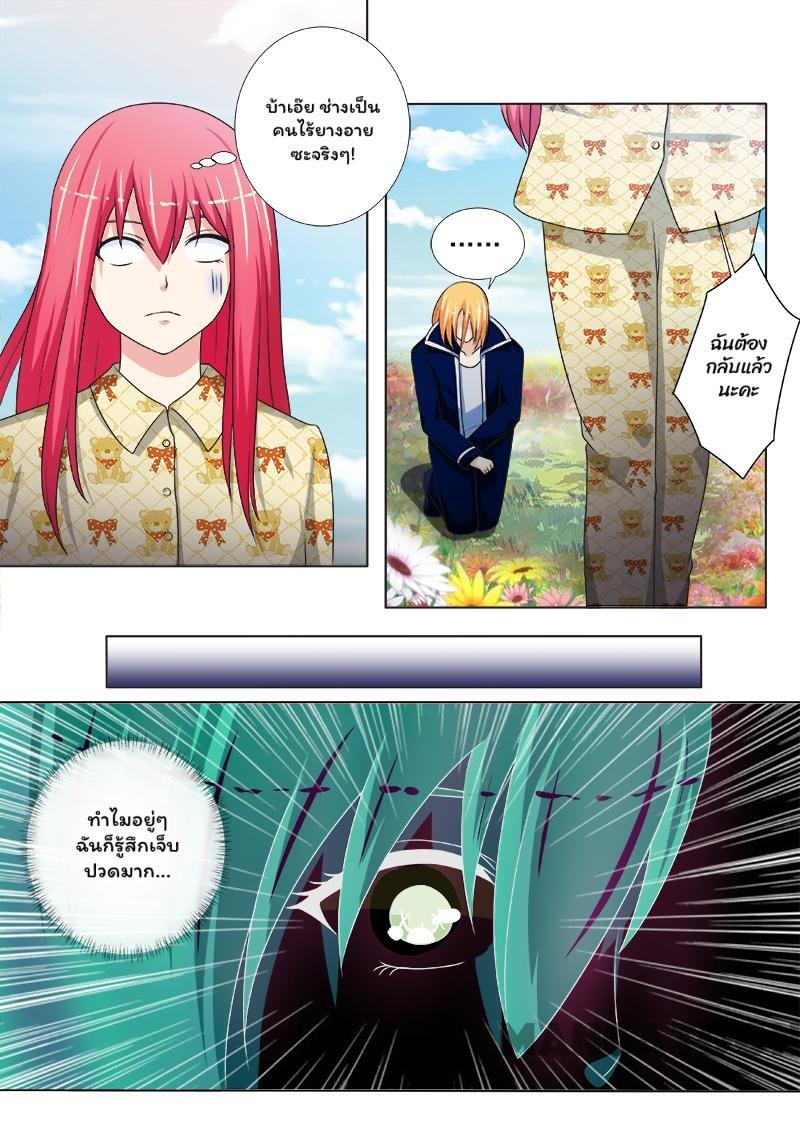 บ้าเอ๊ย ช่างเป็น
คนไร้ยางอาย
ซะจริงๆ!
......
ฉันต้อง
กลับแล้ว
นะคะ
ทำไมอยู่ๆ
ฉันก็รู้สึกเจ็บ
ปวดมาก...